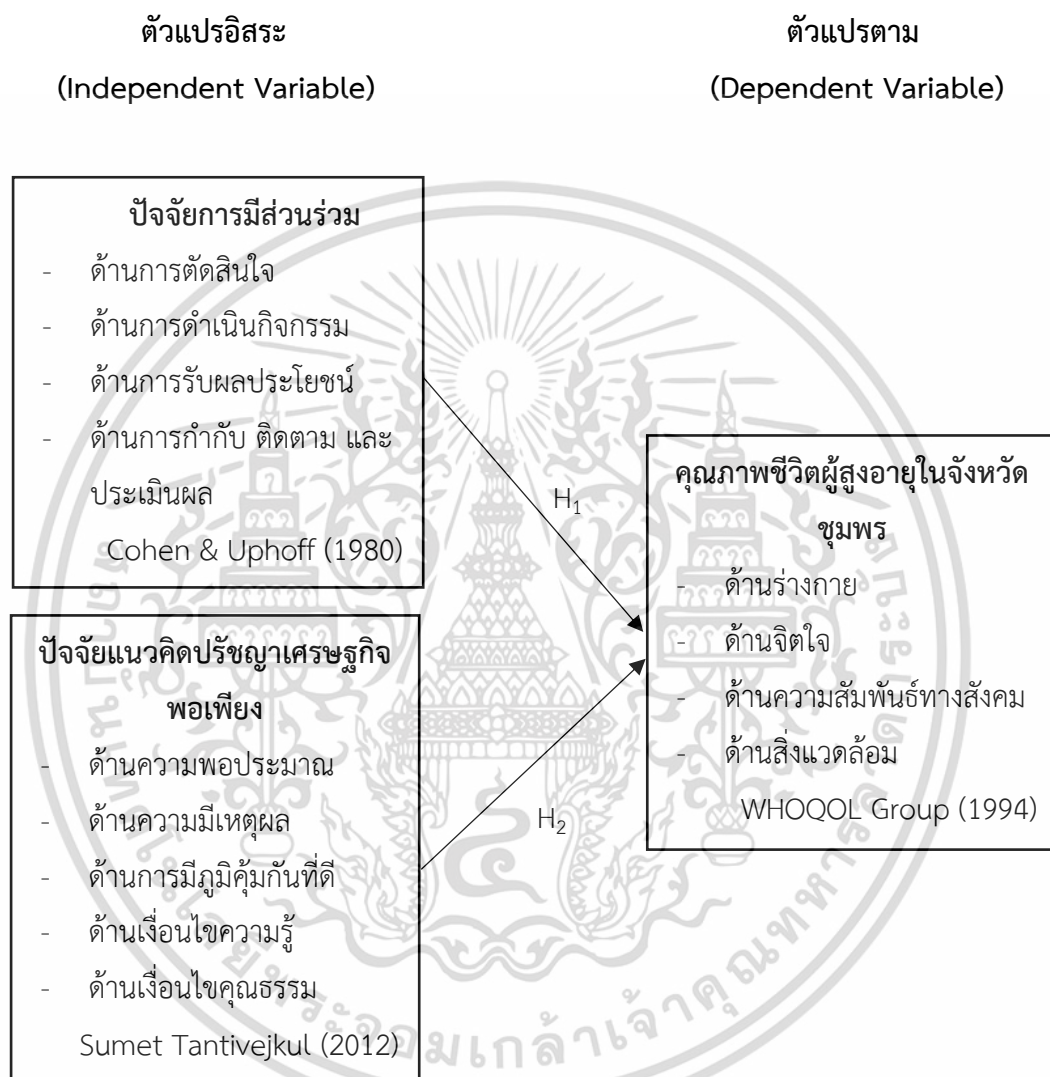 ตัวแปรอิสระ
(Independent Variable)
ตัวแปรตาม
(Dependent Variable)
ปัจจัยการมีส่วนร่วม
- ด้านการตัดสินใจ
- ด้านการดำเนินกิจกรรม
- ด้านการรับผลประโยชน์
- ด้านการกำกับ ติดตาม และ
ประเมินผล
Cohen & Uphoff (1980)
H₁
ปัจจัยแนวคิดปรัชญาเศรษฐกิจ
พอเพียง
- ด้านความพอประมาณ
- ด้านความมีเหตุผล
- ด้านการมีภูมิคุ้มกันที่ดี
- ด้านเงื่อนไขความรู้
- ด้านเงื่อนไขคุณธรรม
Sumet Tantivejkul (2012)
H₂
คุณภาพชีวิตผู้สูงอายุในจังหวัด
ชุมพร
- ด้านร่างกาย
- ด้านจิตใจ
- ด้านความสัมพันธ์ทางสังคม
- ด้านสิ่งแวดล้อม
WHOQOL Group (1994)